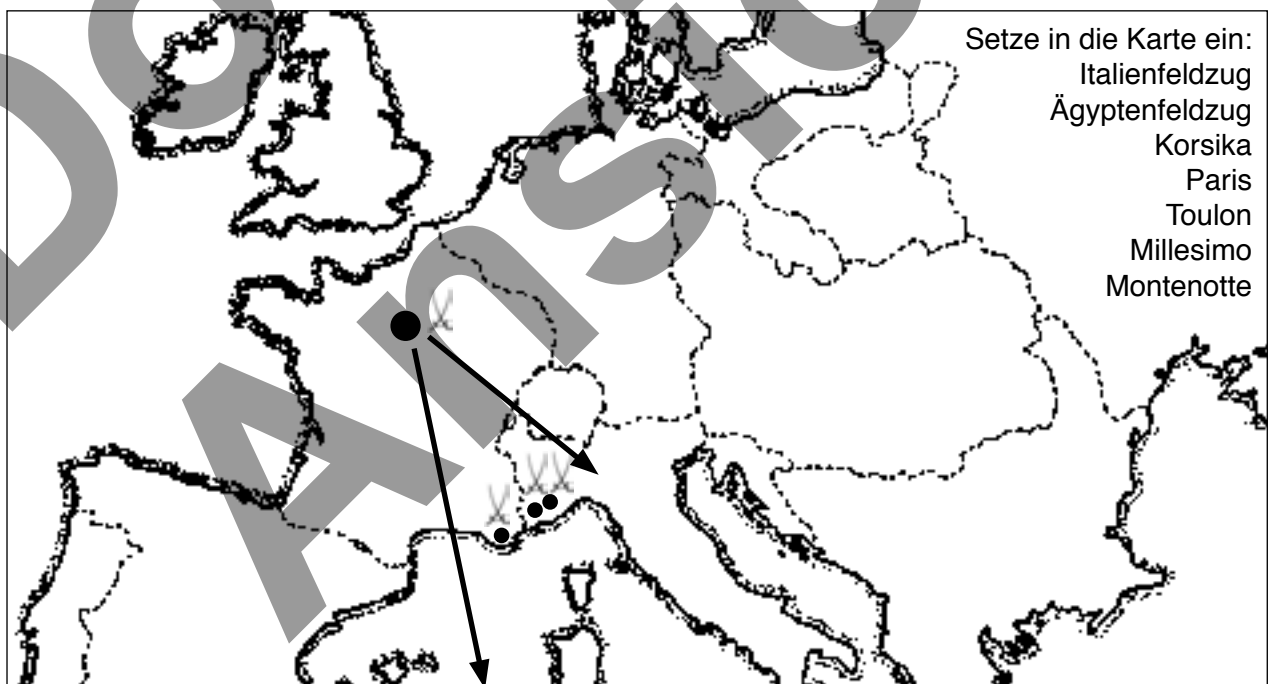 Setze in die Karte ein:
Italienfeldzug
Ägyptenfeldzug
Korsika
Paris
Toulon
Millesimo
Montenotte